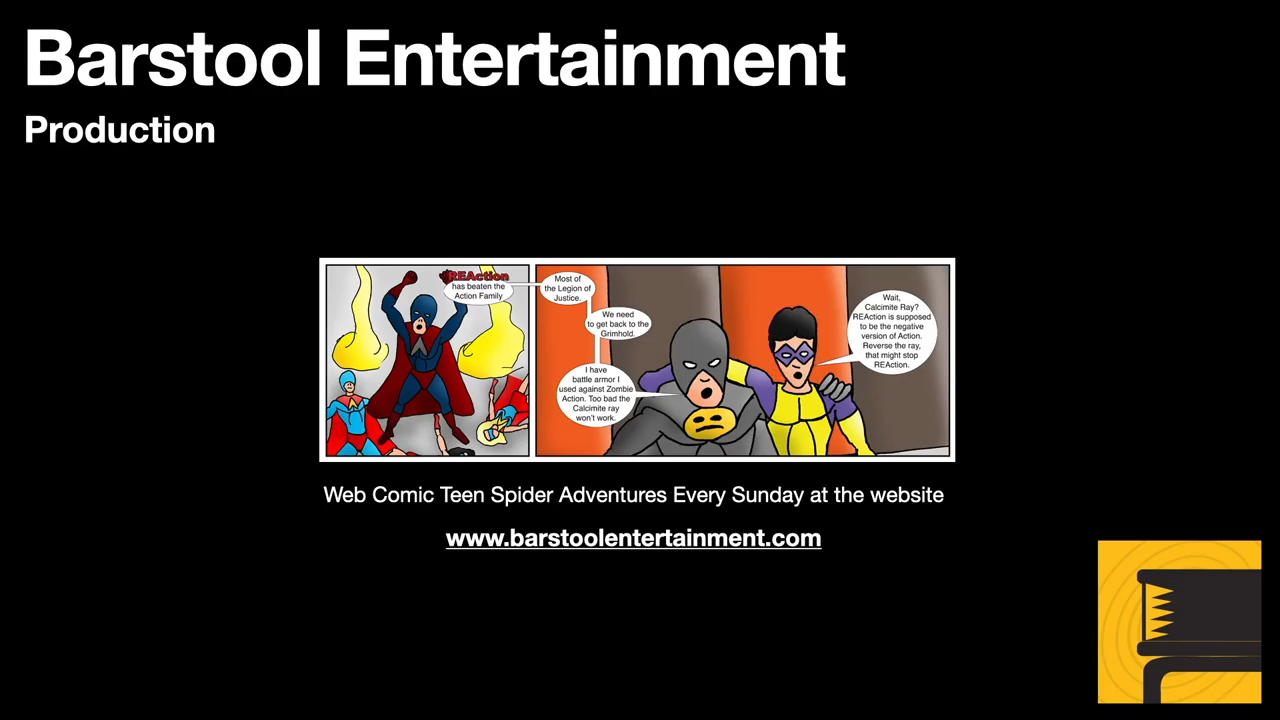 Barstool Entertainment
Production
REAction
has beaten the
Action Family
Most of
the Legion of
Justice.
We need
to get back to the
Grimhold.
I have
battle armor I
used against Zombie
Action. Too bad the
Calcimite ray
won't work.
Wait,
Calcimite Ray?
REAction is supposed
to be the negative
version of Action.
Reverse the ray,
that might stop
REAction.
Web Comic Teen Spider Adventures Every Sunday at the website
www.barstoolentertainment.com